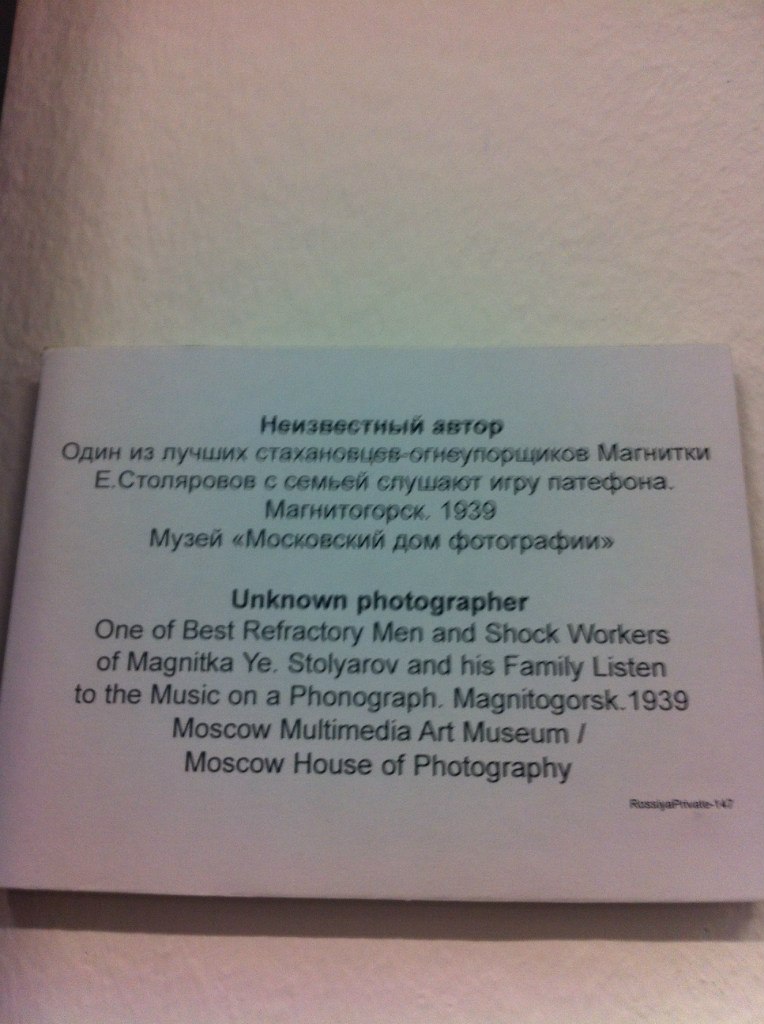 Неизвестный автор
Один из лучших стахановцев-огнеупорщиков Магнитки
Е.Столяровов с семьей слушают игру патефона.
Магнитогорск. 1939
Музей «Московский дом фотографии»
Unknown photographer
One of Best Refractory Men and Shock Workers
of Magnitka Ye. Stolyarov and his Family Listen
to the Music on a Phonograph. Magnitogorsk.1939
Moscow Multimedia Art Museum /
Moscow House of Photography
RossiyaPrivate-147